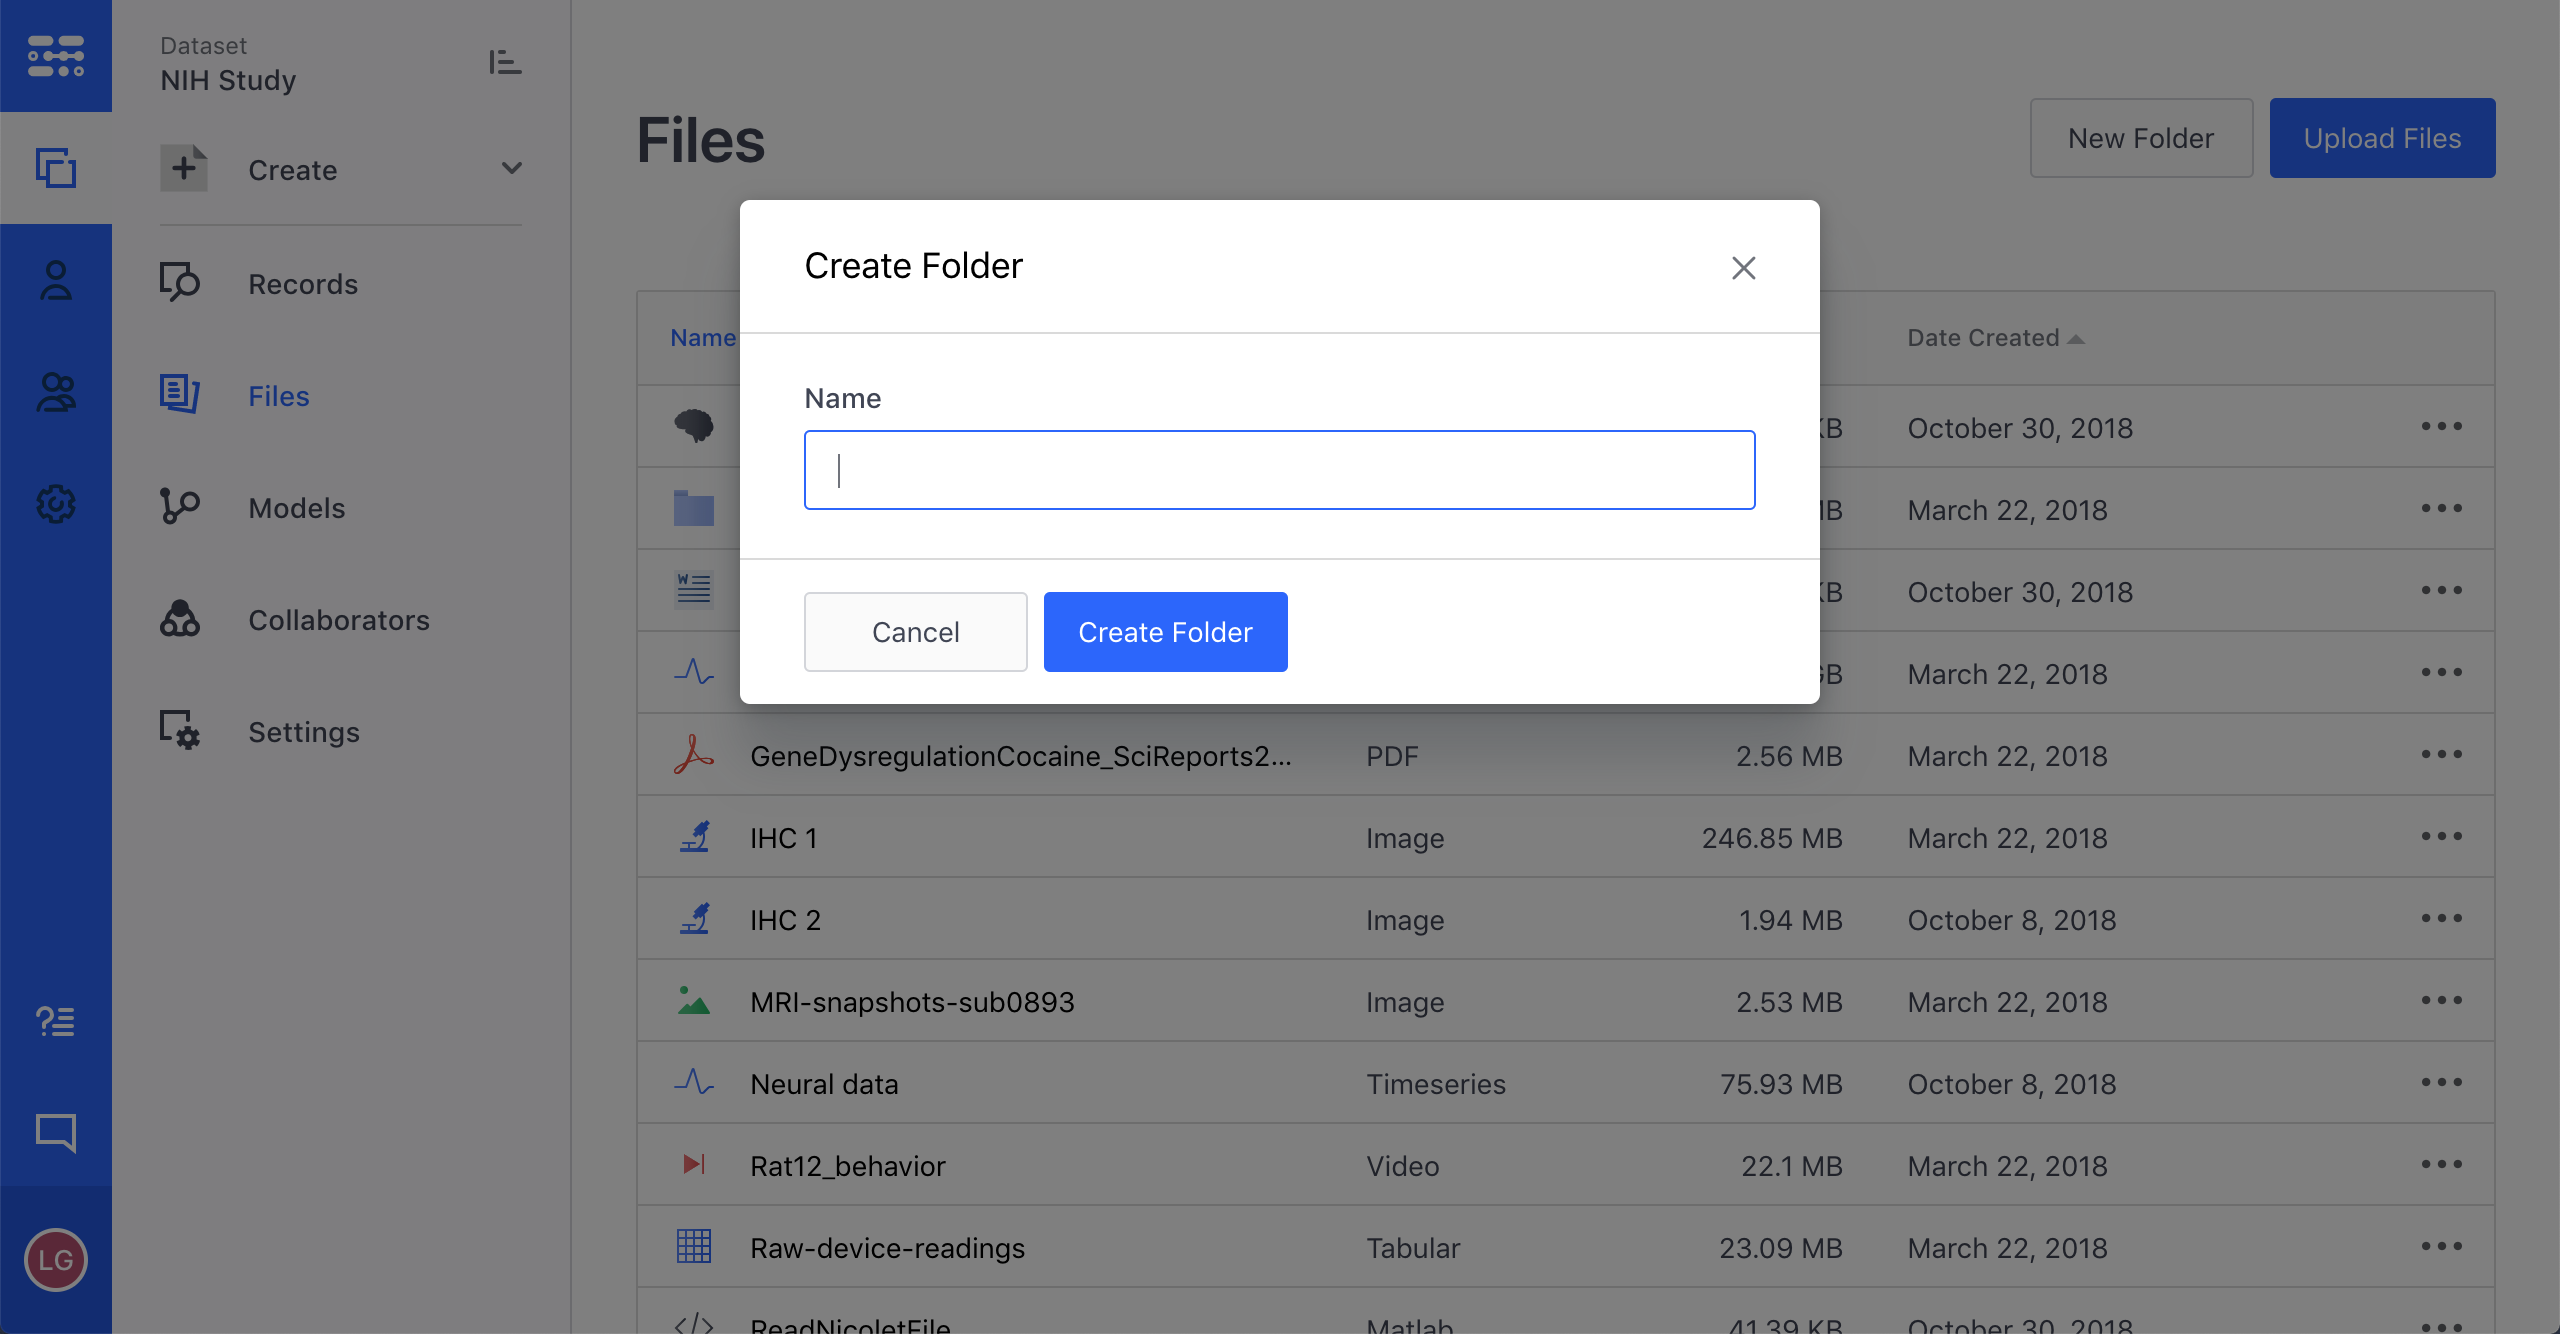 Dataset
NIH Study
Create
Records
Files
Models
Collaborators
Settings
LG
Files
New Folder
Upload Files
Create Folder
Name
Cancel
Create Folder
Name
Date Created
KB October 30, 2018
MB March 22, 2018
W KB October 30, 2018
GB March 22, 2018
GeneDysregulationCocaine_SciReports2... PDF 2.56 MB March 22, 2018
IHC 1 Image 246.85 MB March 22, 2018
IHC 2 Image 1.94 MB October 8, 2018
MRI-snapshots-sub0893 Image 2.53 MB March 22, 2018
Neural data Timeseries 75.93 MB October 8, 2018
Rat12_behavior Video 22.1 MB March 22, 2018
Raw-device-readings Tabular 23.09 MB March 22, 2018
ReadNicoletFile Matlab 41.39 KB October 30, 2018